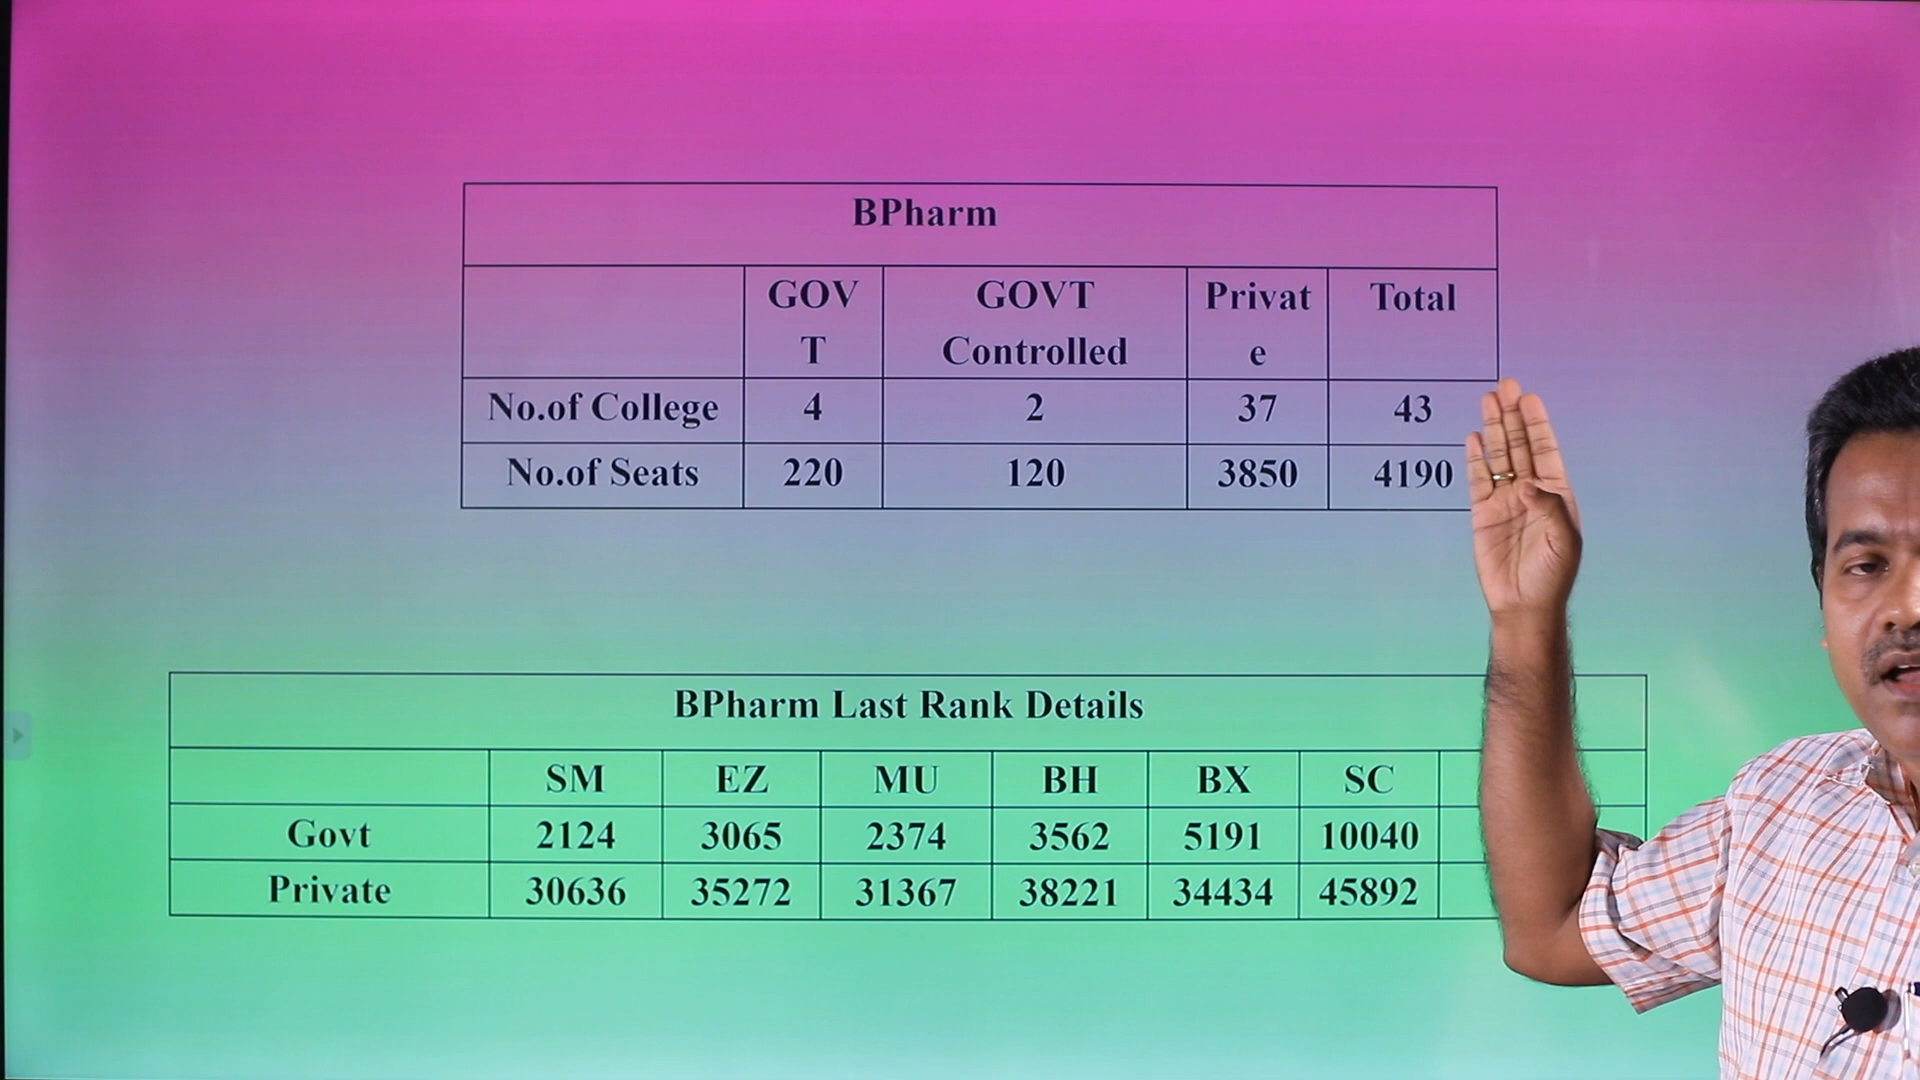 BPharm
GOV GOVT Privat Total
T Controlled e
No.of College 4 2 37 43
No.of Seats 220 120 3850 4190
BPharm Last Rank Details
SM EZ MU BH BX SC
Govt 2124 3065 2374 3562 5191 10040
Private 30636 35272 31367 38221 34434 45892